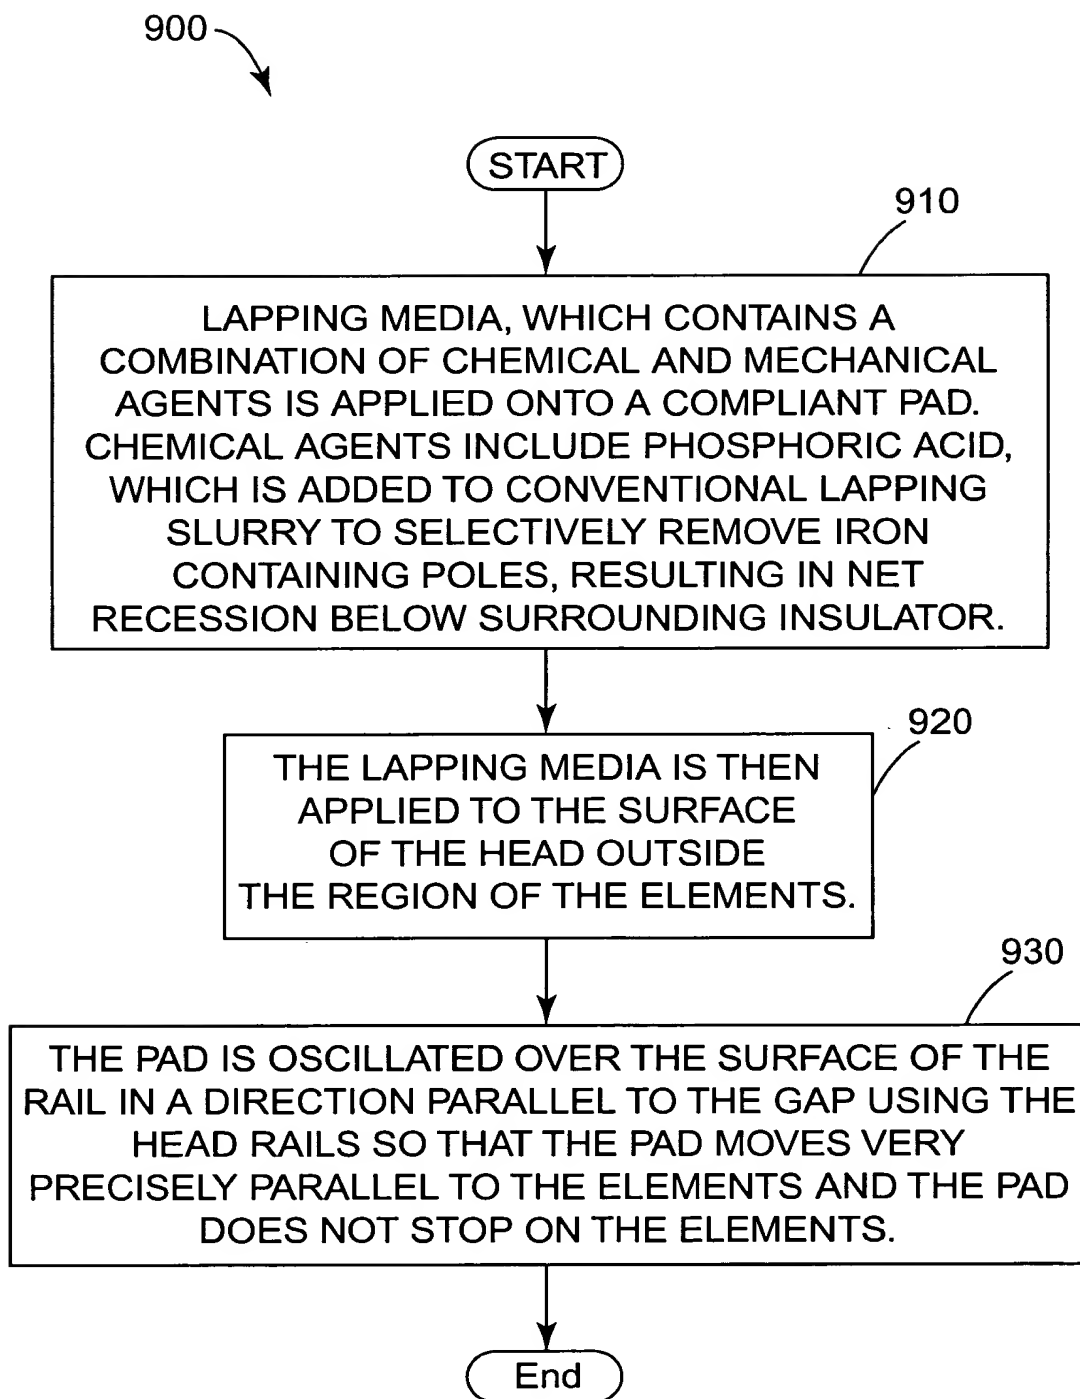 900
START
910
LAPPING MEDIA, WHICH CONTAINS A
COMBINATION OF CHEMICAL AND MECHANICAL
AGENTS IS APPLIED ONTO A COMPLIANT PAD.
CHEMICAL AGENTS INCLUDE PHOSPHORIC ACID,
WHICH IS ADDED TO CONVENTIONAL LAPPING
SLURRY TO SELECTIVELY REMOVE IRON
CONTAINING POLES, RESULTING IN NET
RECESSION BELOW SURROUNDING INSULATOR.
920
THE LAPPING MEDIA IS THEN
APPLIED TO THE SURFACE
OF THE HEAD OUTSIDE
THE REGION OF THE ELEMENTS.
930
THE PAD IS OSCILLATED OVER THE SURFACE OF THE
RAIL IN A DIRECTION PARALLEL TO THE GAP USING THE
HEAD RAILS SO THAT THE PAD MOVES VERY
PRECISELY PARALLEL TO THE ELEMENTS AND THE PAD
DOES NOT STOP ON THE ELEMENTS.
End